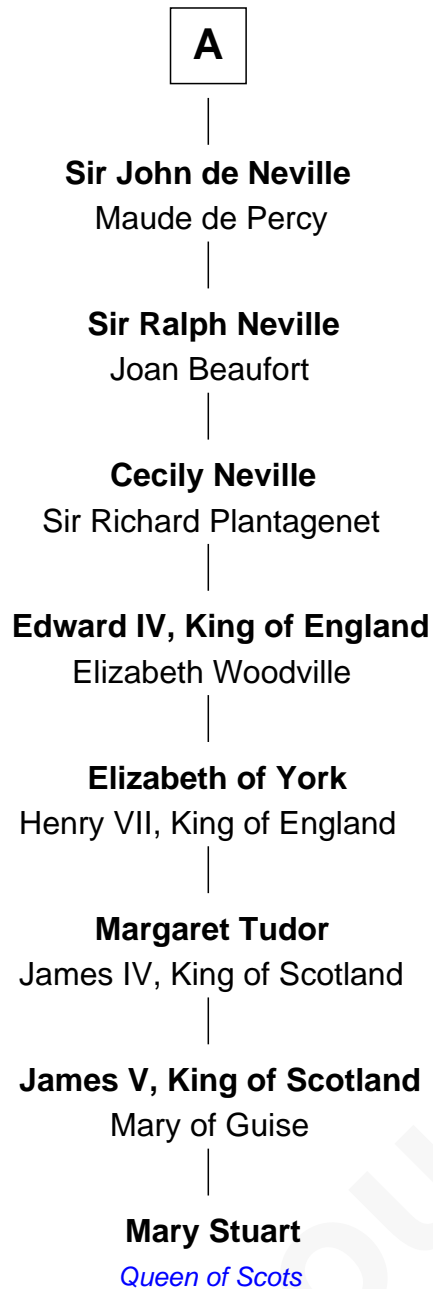 A
Sir John de Neville
Maude de Percy
Sir Ralph Neville
Joan Beaufort
Cecily Neville
Sir Richard Plantagenet
Edward IV, King of England
Elizabeth Woodville
Elizabeth of York
Henry VII, King of England
Margaret Tudor
James IV, King of Scotland
James V, King of Scotland
Mary of Guise
Mary Stuart
Queen of Scots